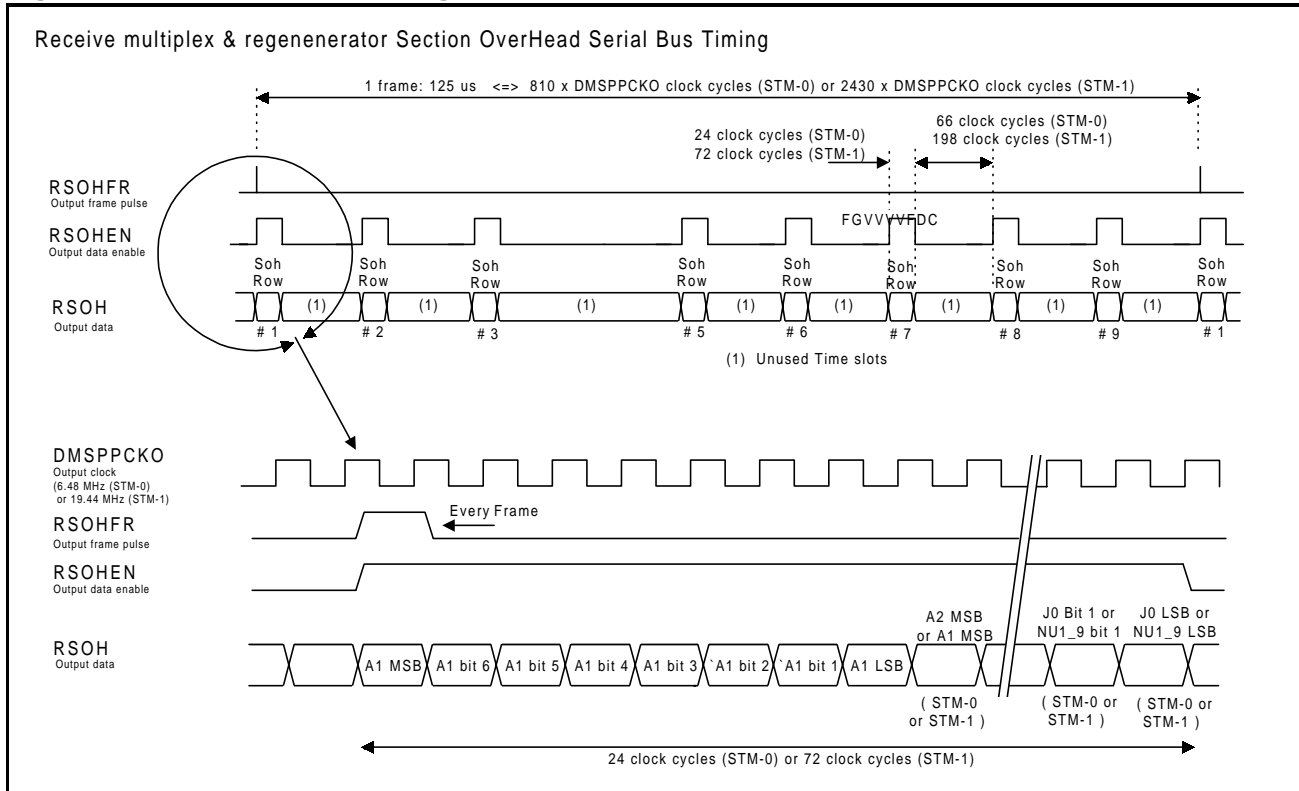 Receive multiplex & regenenerator Section OverHead Serial Bus Timing
1 frame: 125 us <=> 810 x DMSPPCKO clock cycles (STM-0) or 2430 x DMSPPCKO clock cycles (STM-1)
24 clock cycles (STM-0)
72 clock cycles (STM-1)
66 clock cycles (STM-0)
198 clock cycles (STM-1)
RSOHFR
Output frame pulse
FGVVVVFDC
RSOHEN
Output data enable
Soh Soh Soh Soh Soh Soh Soh Soh Soh
Row Row Row Row Row Row Row Row Row
RSOH
(1) (1) (1) (1) (1) (1) (1) (1)
Output data
# 1 # 2 # 3 # 5 # 6 # 7 # 8 # 9 # 1
(1) Unused Time slots
DMSPPCKO
Output clock
(6.48 MHz (STM-0)
or 19.44 MHz (STM-1)
RSOHFR
Output frame pulse
Every Frame
RSOHEN
Output data enable
A2 MSB
or A1 MSB
J0 Bit 1 or
NU1_9 bit 1
J0 LSB or
NU1_9 LSB
RSOH
Output data
A1 MSB A1 bit 6 A1 bit 5 A1 bit 4 A1 bit 3 `A1 bit 2 `A1 bit 1 A1 LSB
( STM-0
or STM-1 )
( STM-0 or
STM-1 )
( STM-0 or
STM-1 )
24 clock cycles (STM-0) or 72 clock cycles (STM-1)